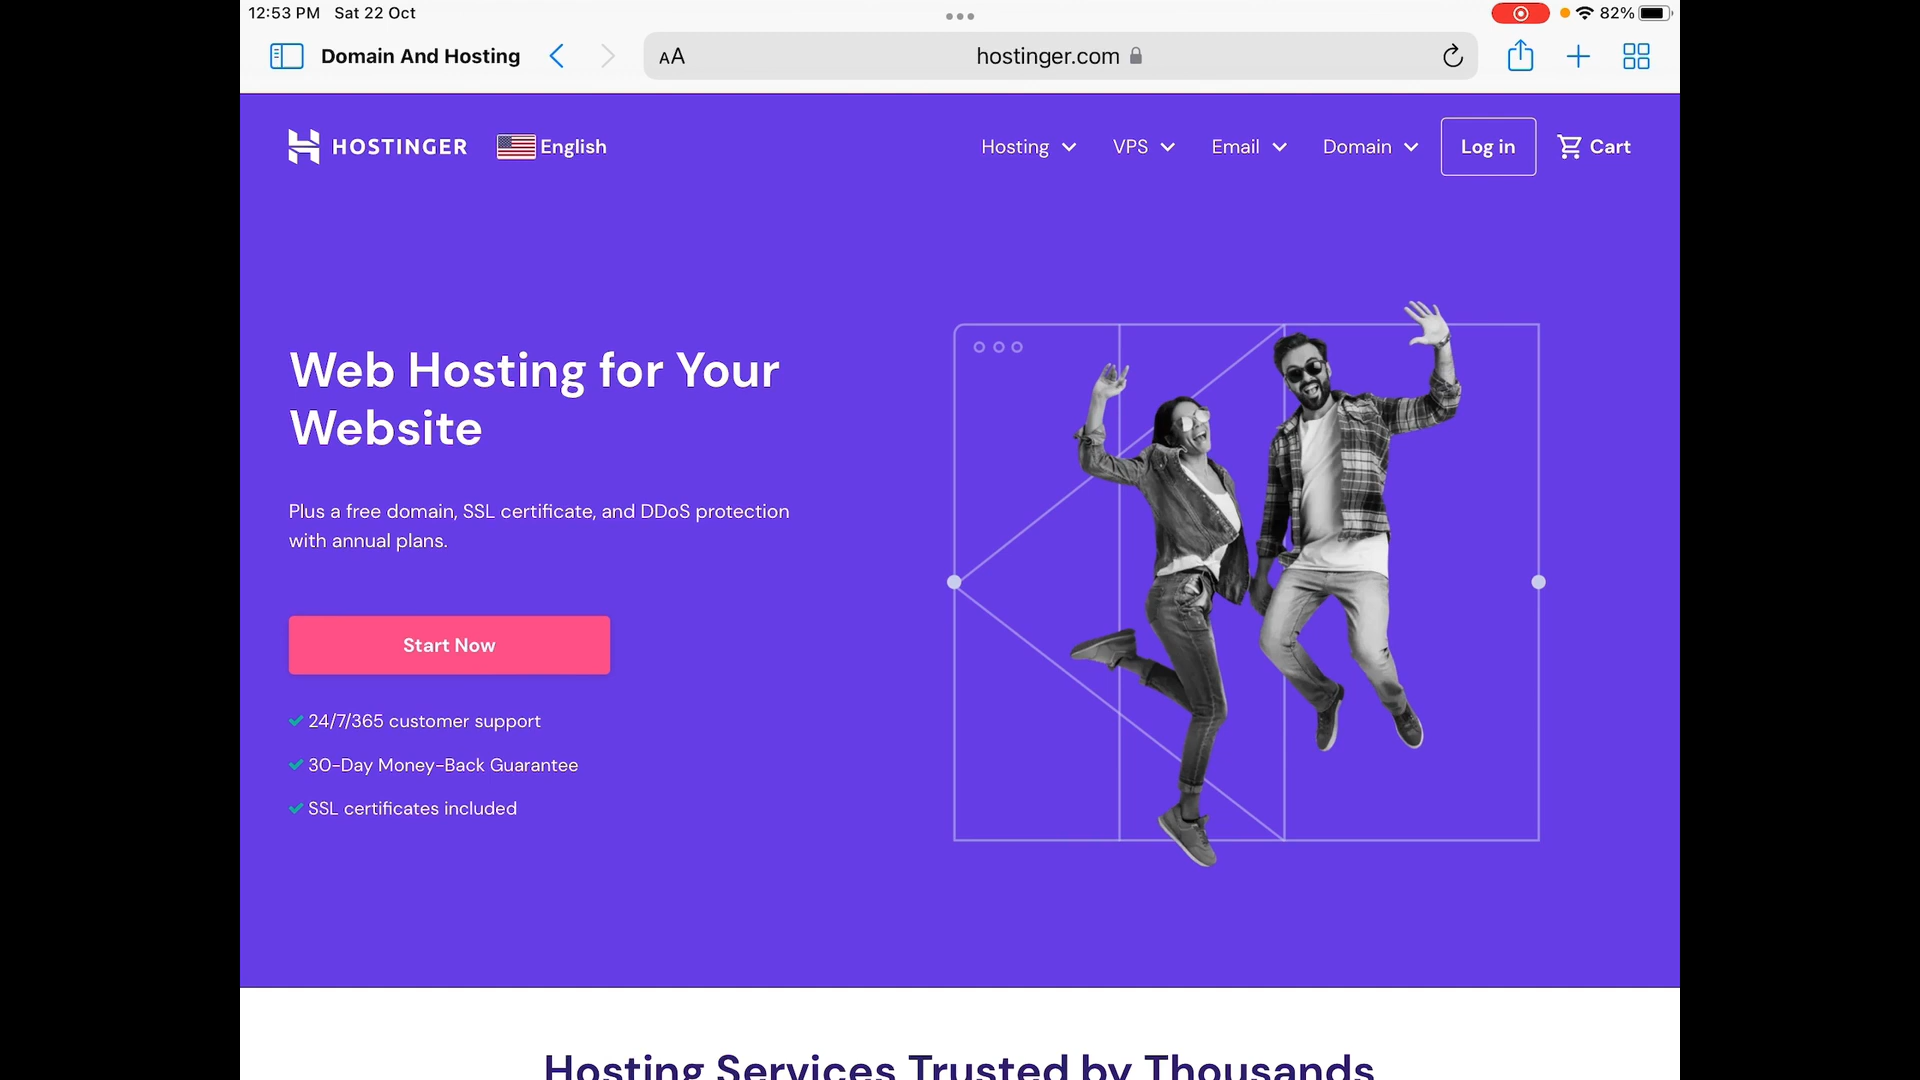 12:53 PM Sat 22 Oct
82%
Domain And Hosting
AA
hostinger.com
HOSTINGER
English
Hosting
VPS
Email
Domain
Log in
Cart
Web Hosting for Your
Website
Plus a free domain, SSL certificate, and DDoS protection
with annual plans.
Start Now
24/7/365 customer support
30-Day Money-Back Guarantee
SSL certificates included
Hosting Services Trusted by Thousands